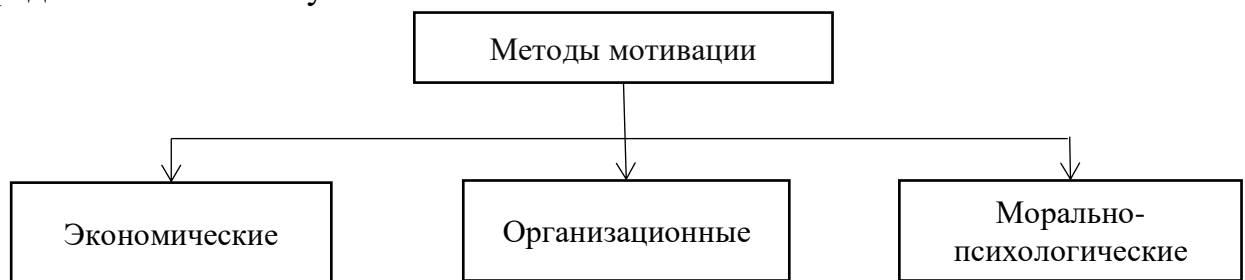 Методы мотивации
Экономические
Организационные
Морально-
психологические